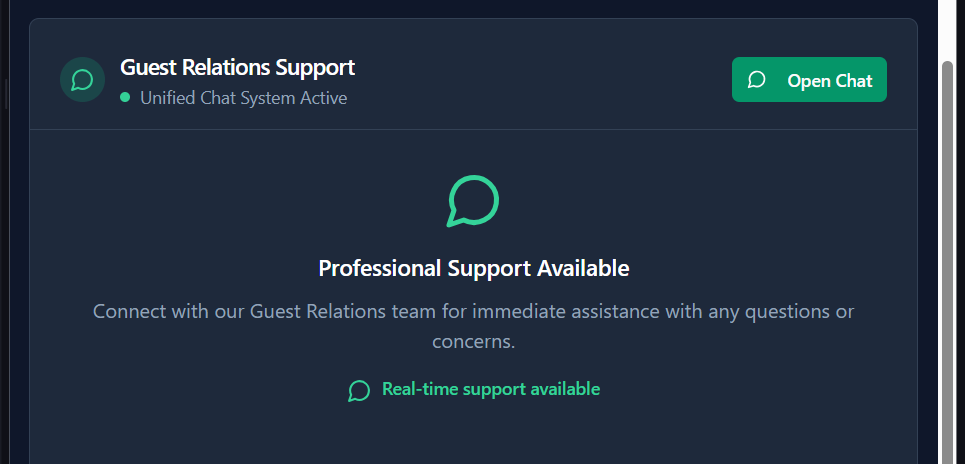 Guest Relations Support
Unified Chat System Active
Open Chat
Professional Support Available
Connect with our Guest Relations team for immediate assistance with any questions or
concerns.
Real-time support available